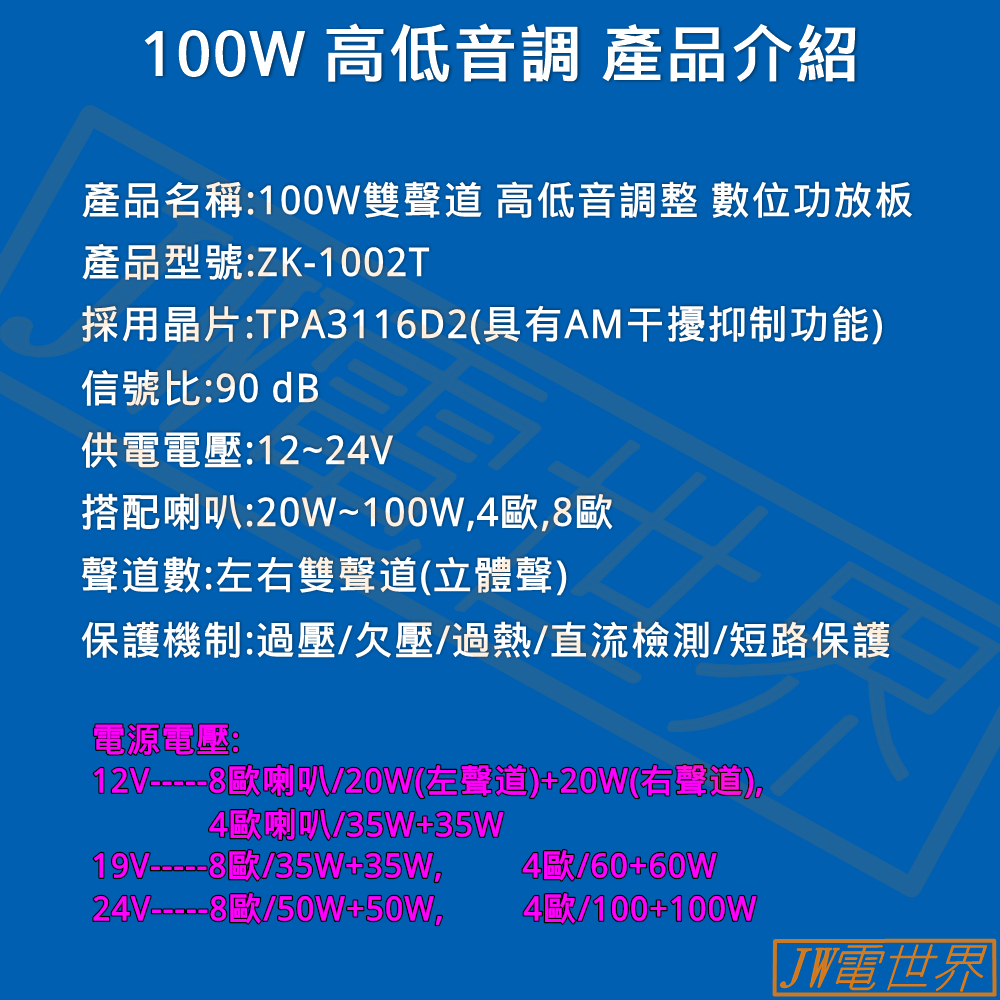 100W 高低音調 產品介紹
產品名稱:100W雙聲道 高低音調整 數位功放板
產品型號:ZK-1002T
採用晶片:TPA3116D2(具有AM干擾抑制功能)
信號比:90 dB
供電電壓:12~24V
搭配喇叭:20W~100W,4歐,8歐
聲道數:左右雙聲道(立體聲)
保護機制:過壓/欠壓/過熱/直流檢測/短路保護
電源電壓:
12V-----8歐喇叭/20W(左聲道)+20W(右聲道),
4歐喇叭/35W+35W
19V-----8歐/35W+35W, 4歐/60+60W
24V-----8歐/50W+50W, 4歐/100+100W
JW電世界
JW電世界